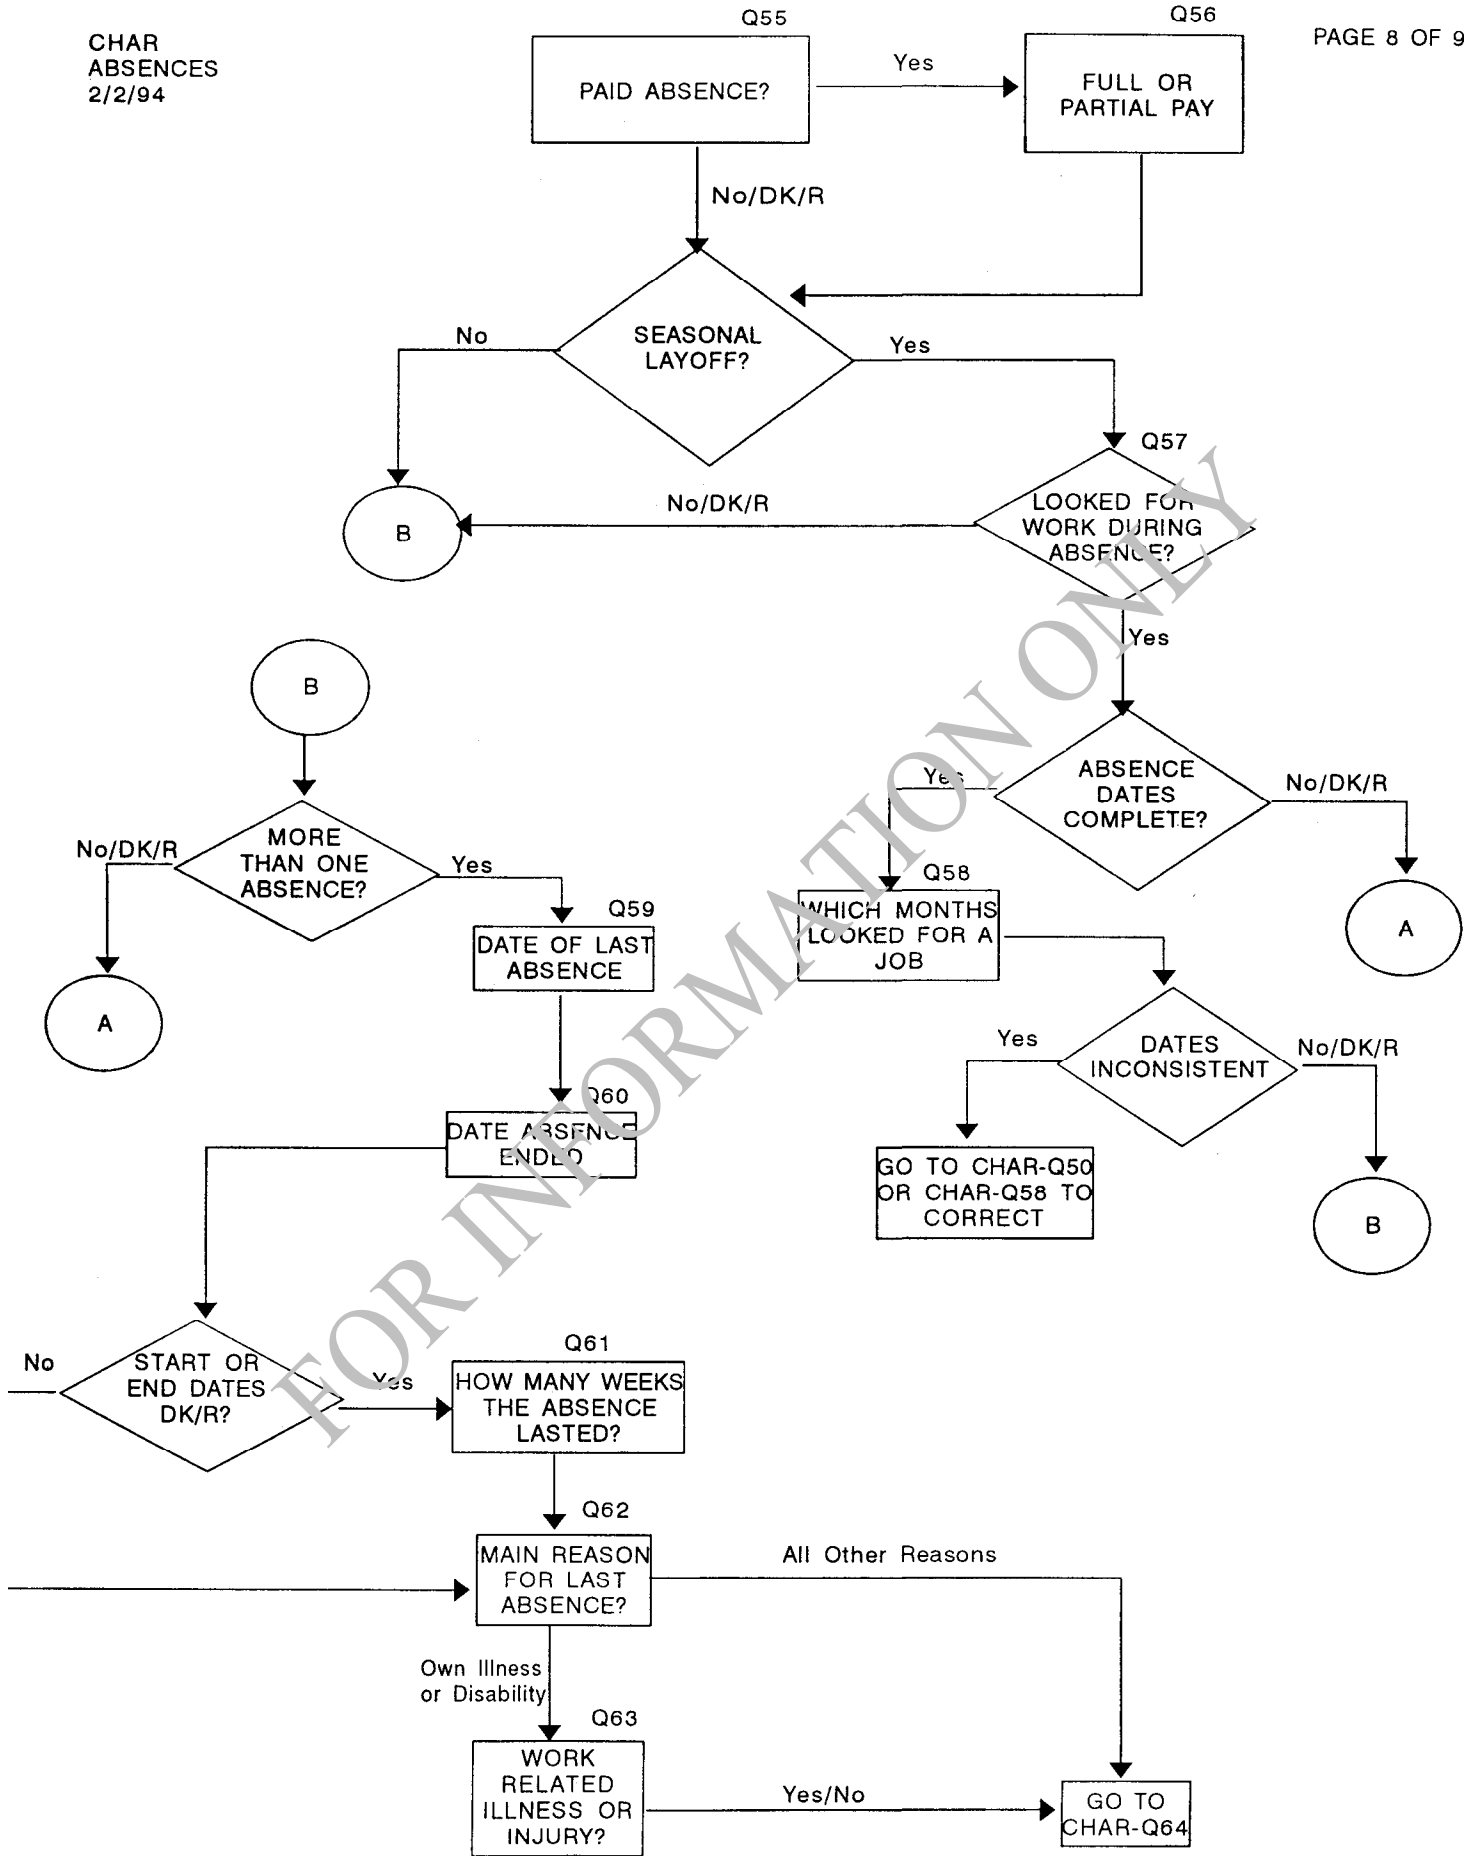 CHAR
ABSENCES
2/2/94
PAGE 8 OF 9
Q55
PAID ABSENCE?
Yes
Q56
FULL OR
PARTIAL PAY
No/DK/R
SEASONAL
LAYOFF?
No
Yes
B
Q57
LOOKED FOR
WORK DURING
ABSENCE?
No/DK/R
Yes
ABSENCE
DATES
COMPLETE?
Yes
No/DK/R
A
Q58
WHICH MONTHS
LOOKED FOR A
JOB
DATES
INCONSISTENT
Yes
No/DK/R
GO TO CHAR-Q50
OR CHAR-Q58 TO
CORRECT
B
B
MORE
THAN ONE
ABSENCE?
No/DK/R
Yes
A
Q59
DATE OF LAST
ABSENCE
Q60
DATE ABSENCE
ENDED
START OR
END DATES
DK/R?
No
Yes
Q61
HOW MANY WEEKS
THE ABSENCE
LASTED?
Q62
MAIN REASON
FOR LAST
ABSENCE?
All Other Reasons
Own Illness
or Disability
Q63
WORK
RELATED
ILLNESS OR
INJURY?
Yes/No
GO TO
CHAR-Q64
FOR INFORMATION ONLY